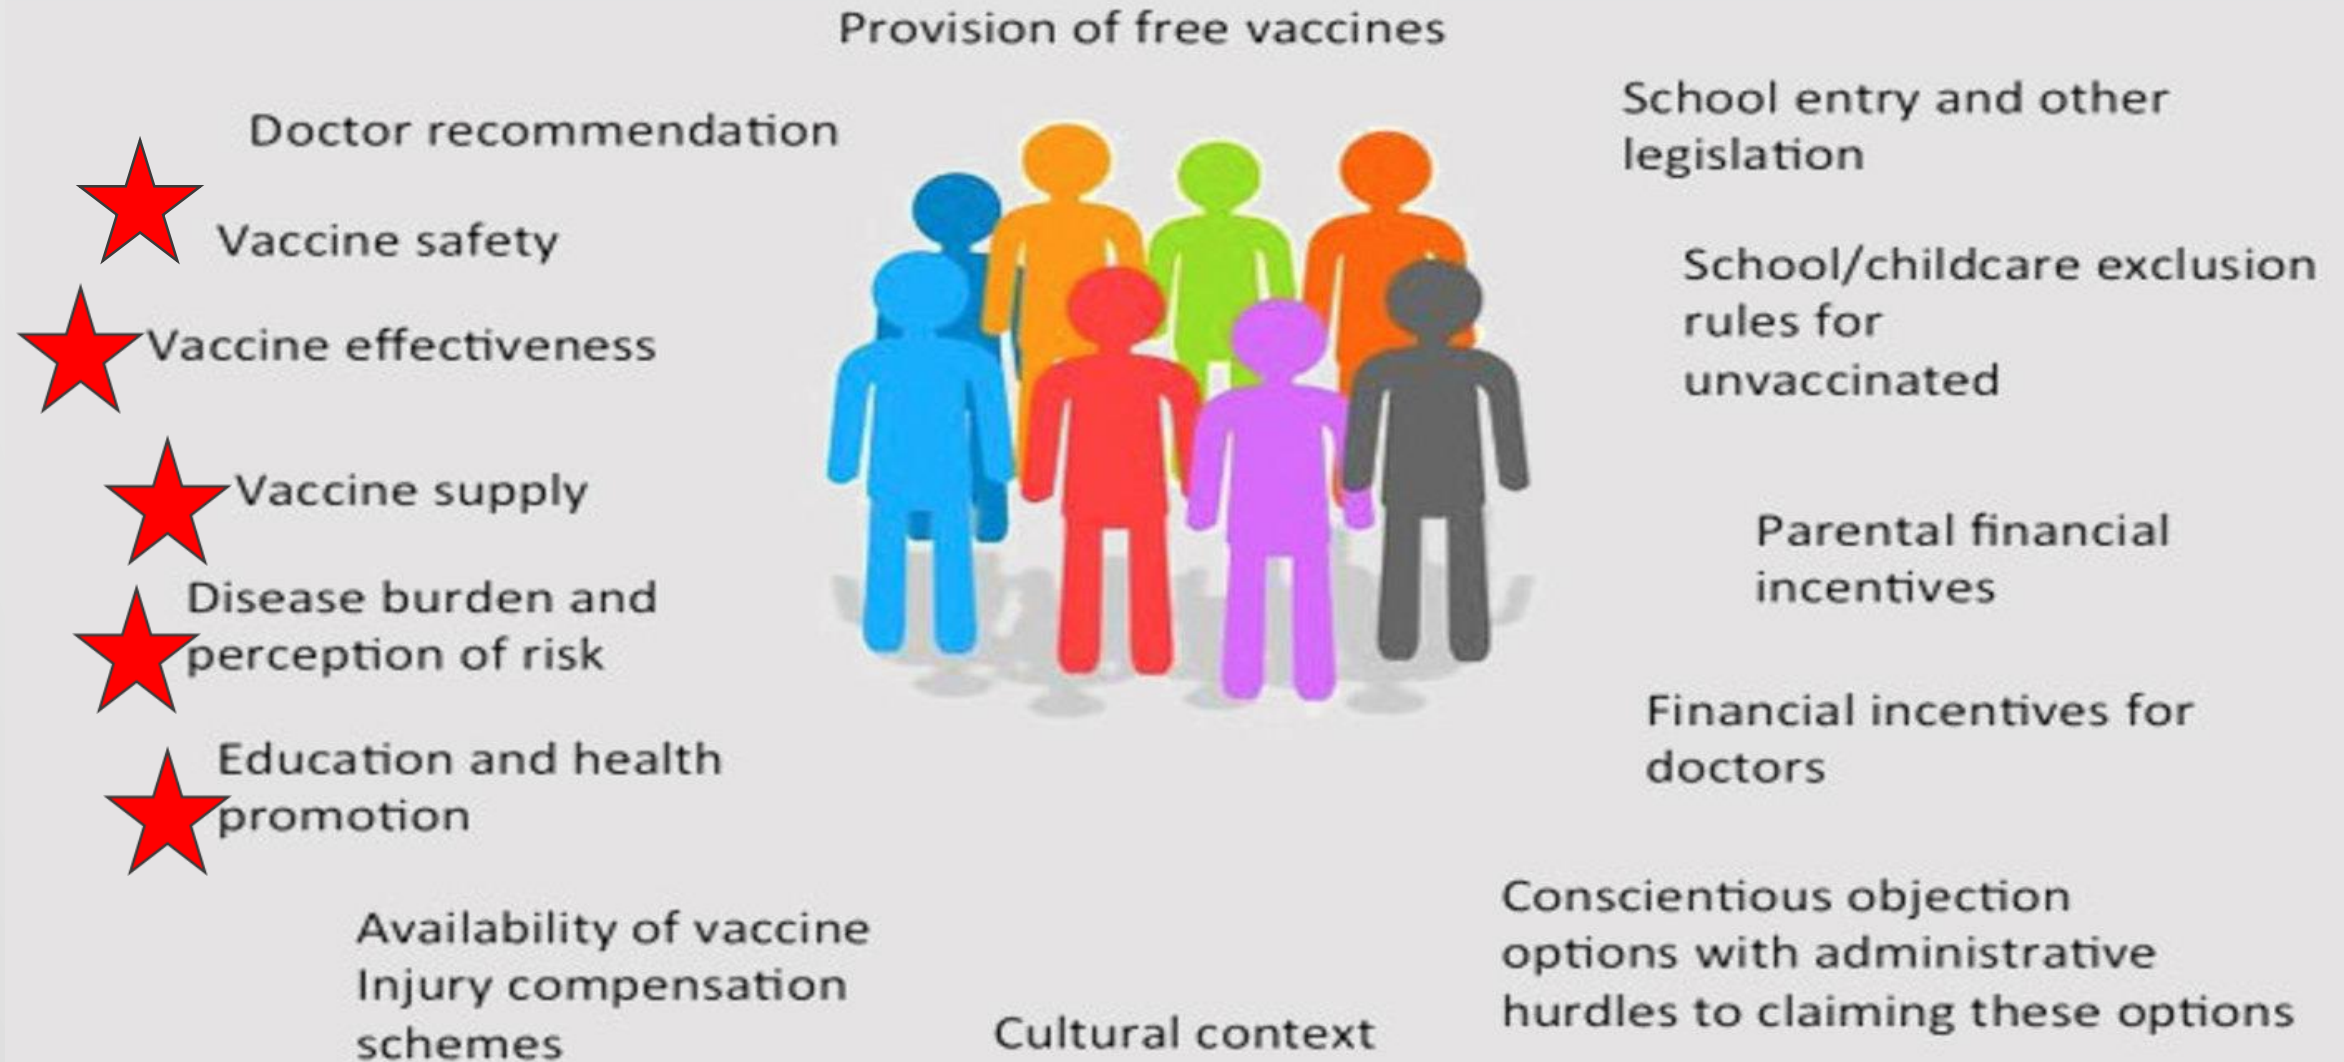 Provision of free vaccines
Doctor recommendation
Vaccine safety
Vaccine effectiveness
Vaccine supply
Disease burden and
perception of risk
Education and health
promotion
Availability of vaccine
Injury compensation
schemes
Cultural context
School entry and other
legislation
School/childcare exclusion
rules for
unvaccinated
Parental financial
incentives
Financial incentives for
doctors
Conscientious objection
options with administrative
hurdles to claiming these options